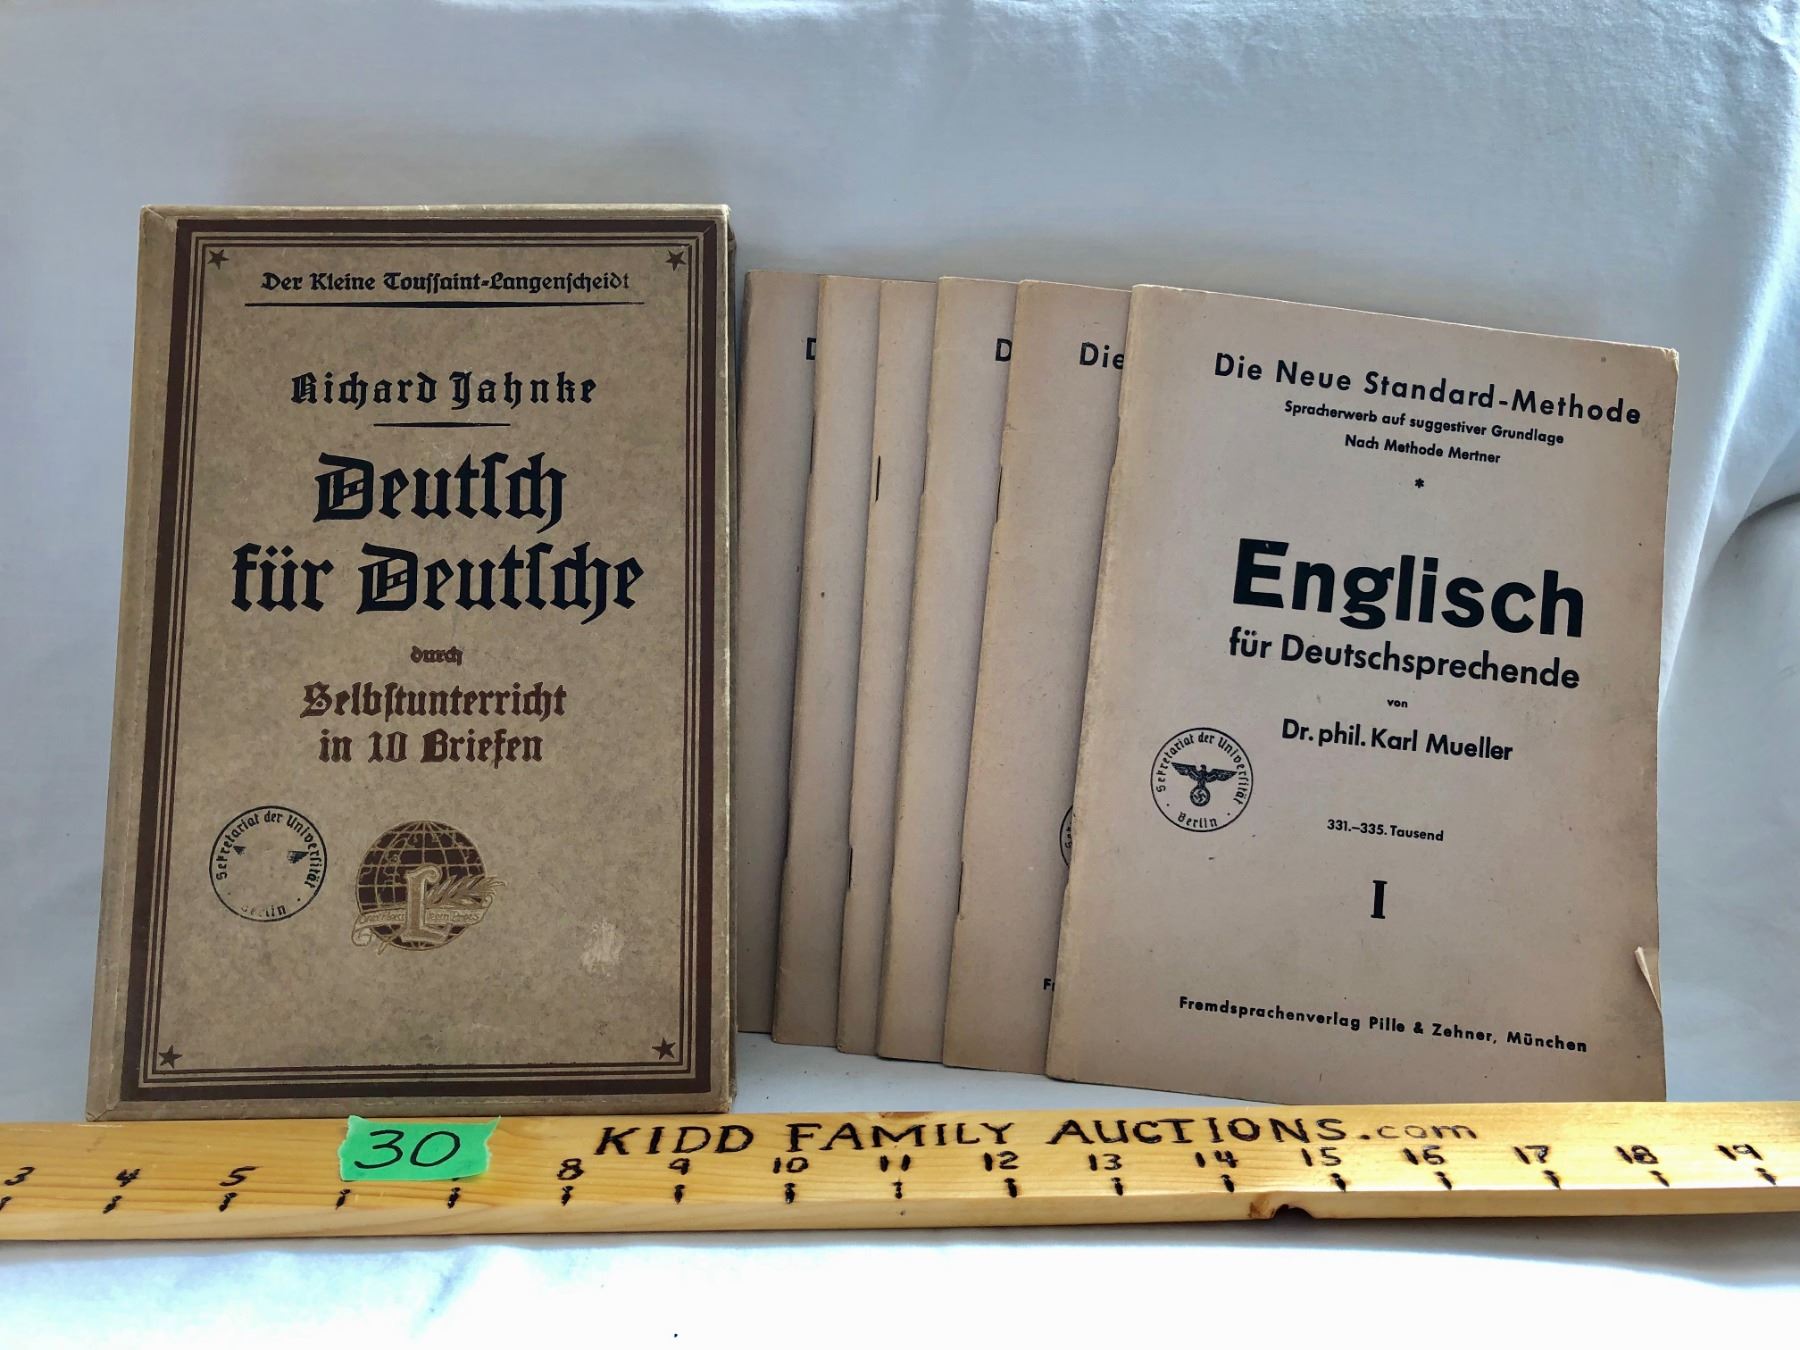 Der Kleine Toussaint-Langenscheidt
Richard Jahnke
Deutsch
für Deutsche
durch
Selbstunterricht
in 10 Briefen
Sekretariat der Universität
D
D
Die
Die Neue Standard-Methode
Spracherwerb auf suggestiver Grundlage
Nach Methode Mertner
*
Englisch
für Deutschsprechende
von
Dr. phil. Karl Mueller
Sekretariat der Universität
Berlin
331.–335. Tausend
I
Fremdsprachenverlag Pille & Zehner, München
30
KIDD FAMILY AUCTIONS.com
3 4 5 8 9 10 11 12 13 14 15 16 17 18 19